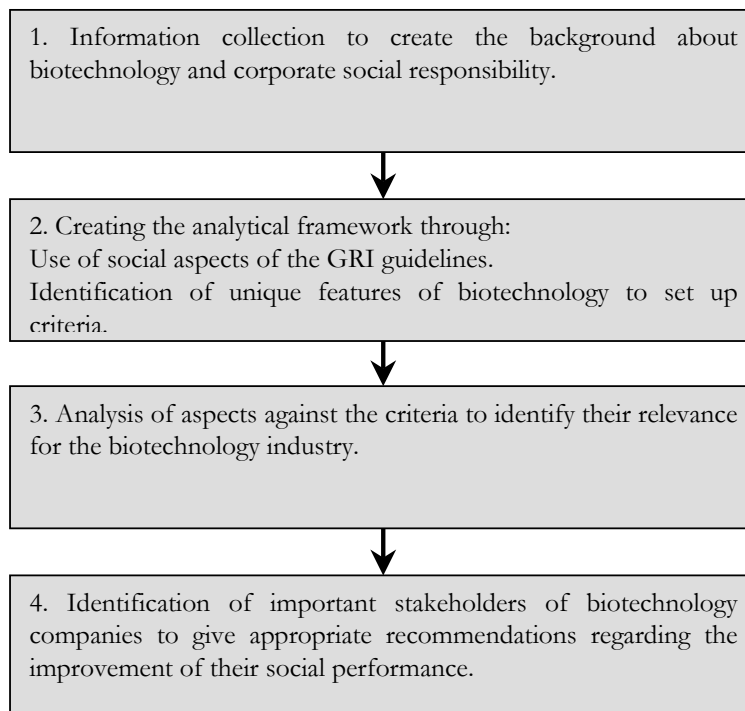 1. Information collection to create the background about
biotechnology and corporate social responsibility.
2. Creating the analytical framework through:
Use of social aspects of the GRI guidelines.
Identification of unique features of biotechnology to set up
criteria.
3. Analysis of aspects against the criteria to identify their relevance
for the biotechnology industry.
4. Identification of important stakeholders of biotechnology
companies to give appropriate recommendations regarding the
improvement of their social performance.